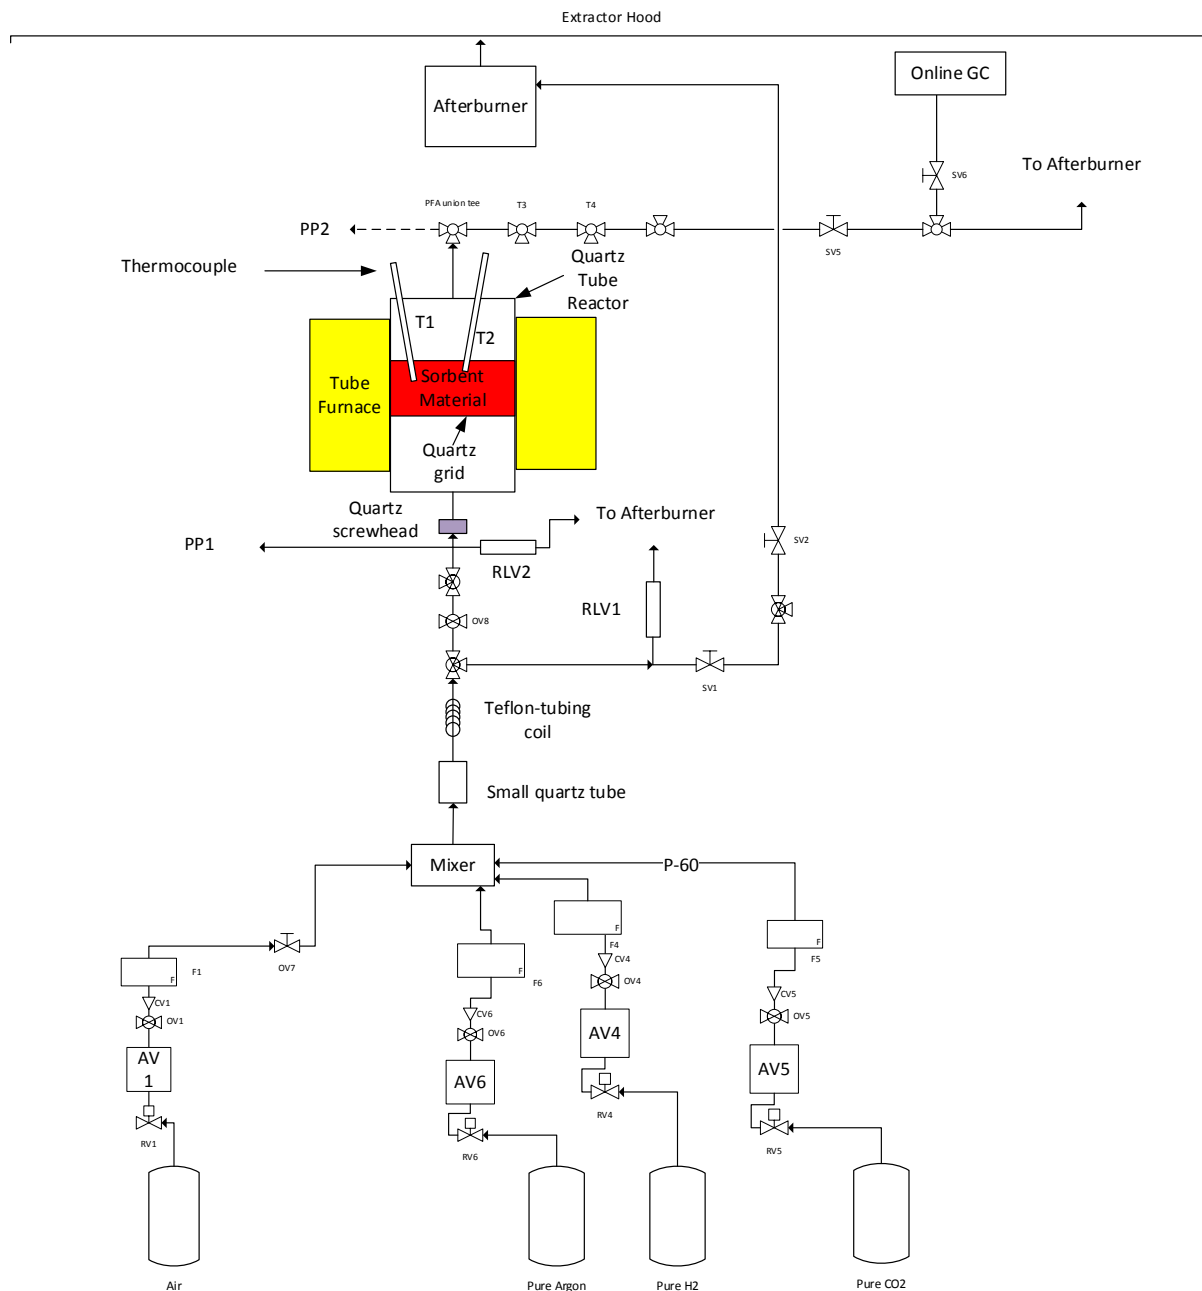 Extractor Hood
Online GC
Afterburner
To Afterburner
SV6
PFA union tee
T3
T4
PP2
SV5
Thermocouple
Quartz
Tube
Reactor
T1
T2
Tube
Furnace
Sorbent
Material
Quartz
grid
Quartz
screwhead
To Afterburner
PP1
RLV2
SV2
RLV1
OV8
SV1
Teflon-tubing
coil
Small quartz tube
Mixer
P-60
F
F4
F
F5
OV7
F
F1
F
F6
CV4
OV4
CV5
OV5
CV1
OV1
CV6
OV6
AV4
AV
1
AV5
AV6
RV4
RV1
RV6
RV5
Air
Pure Argon
Pure H2
Pure CO2